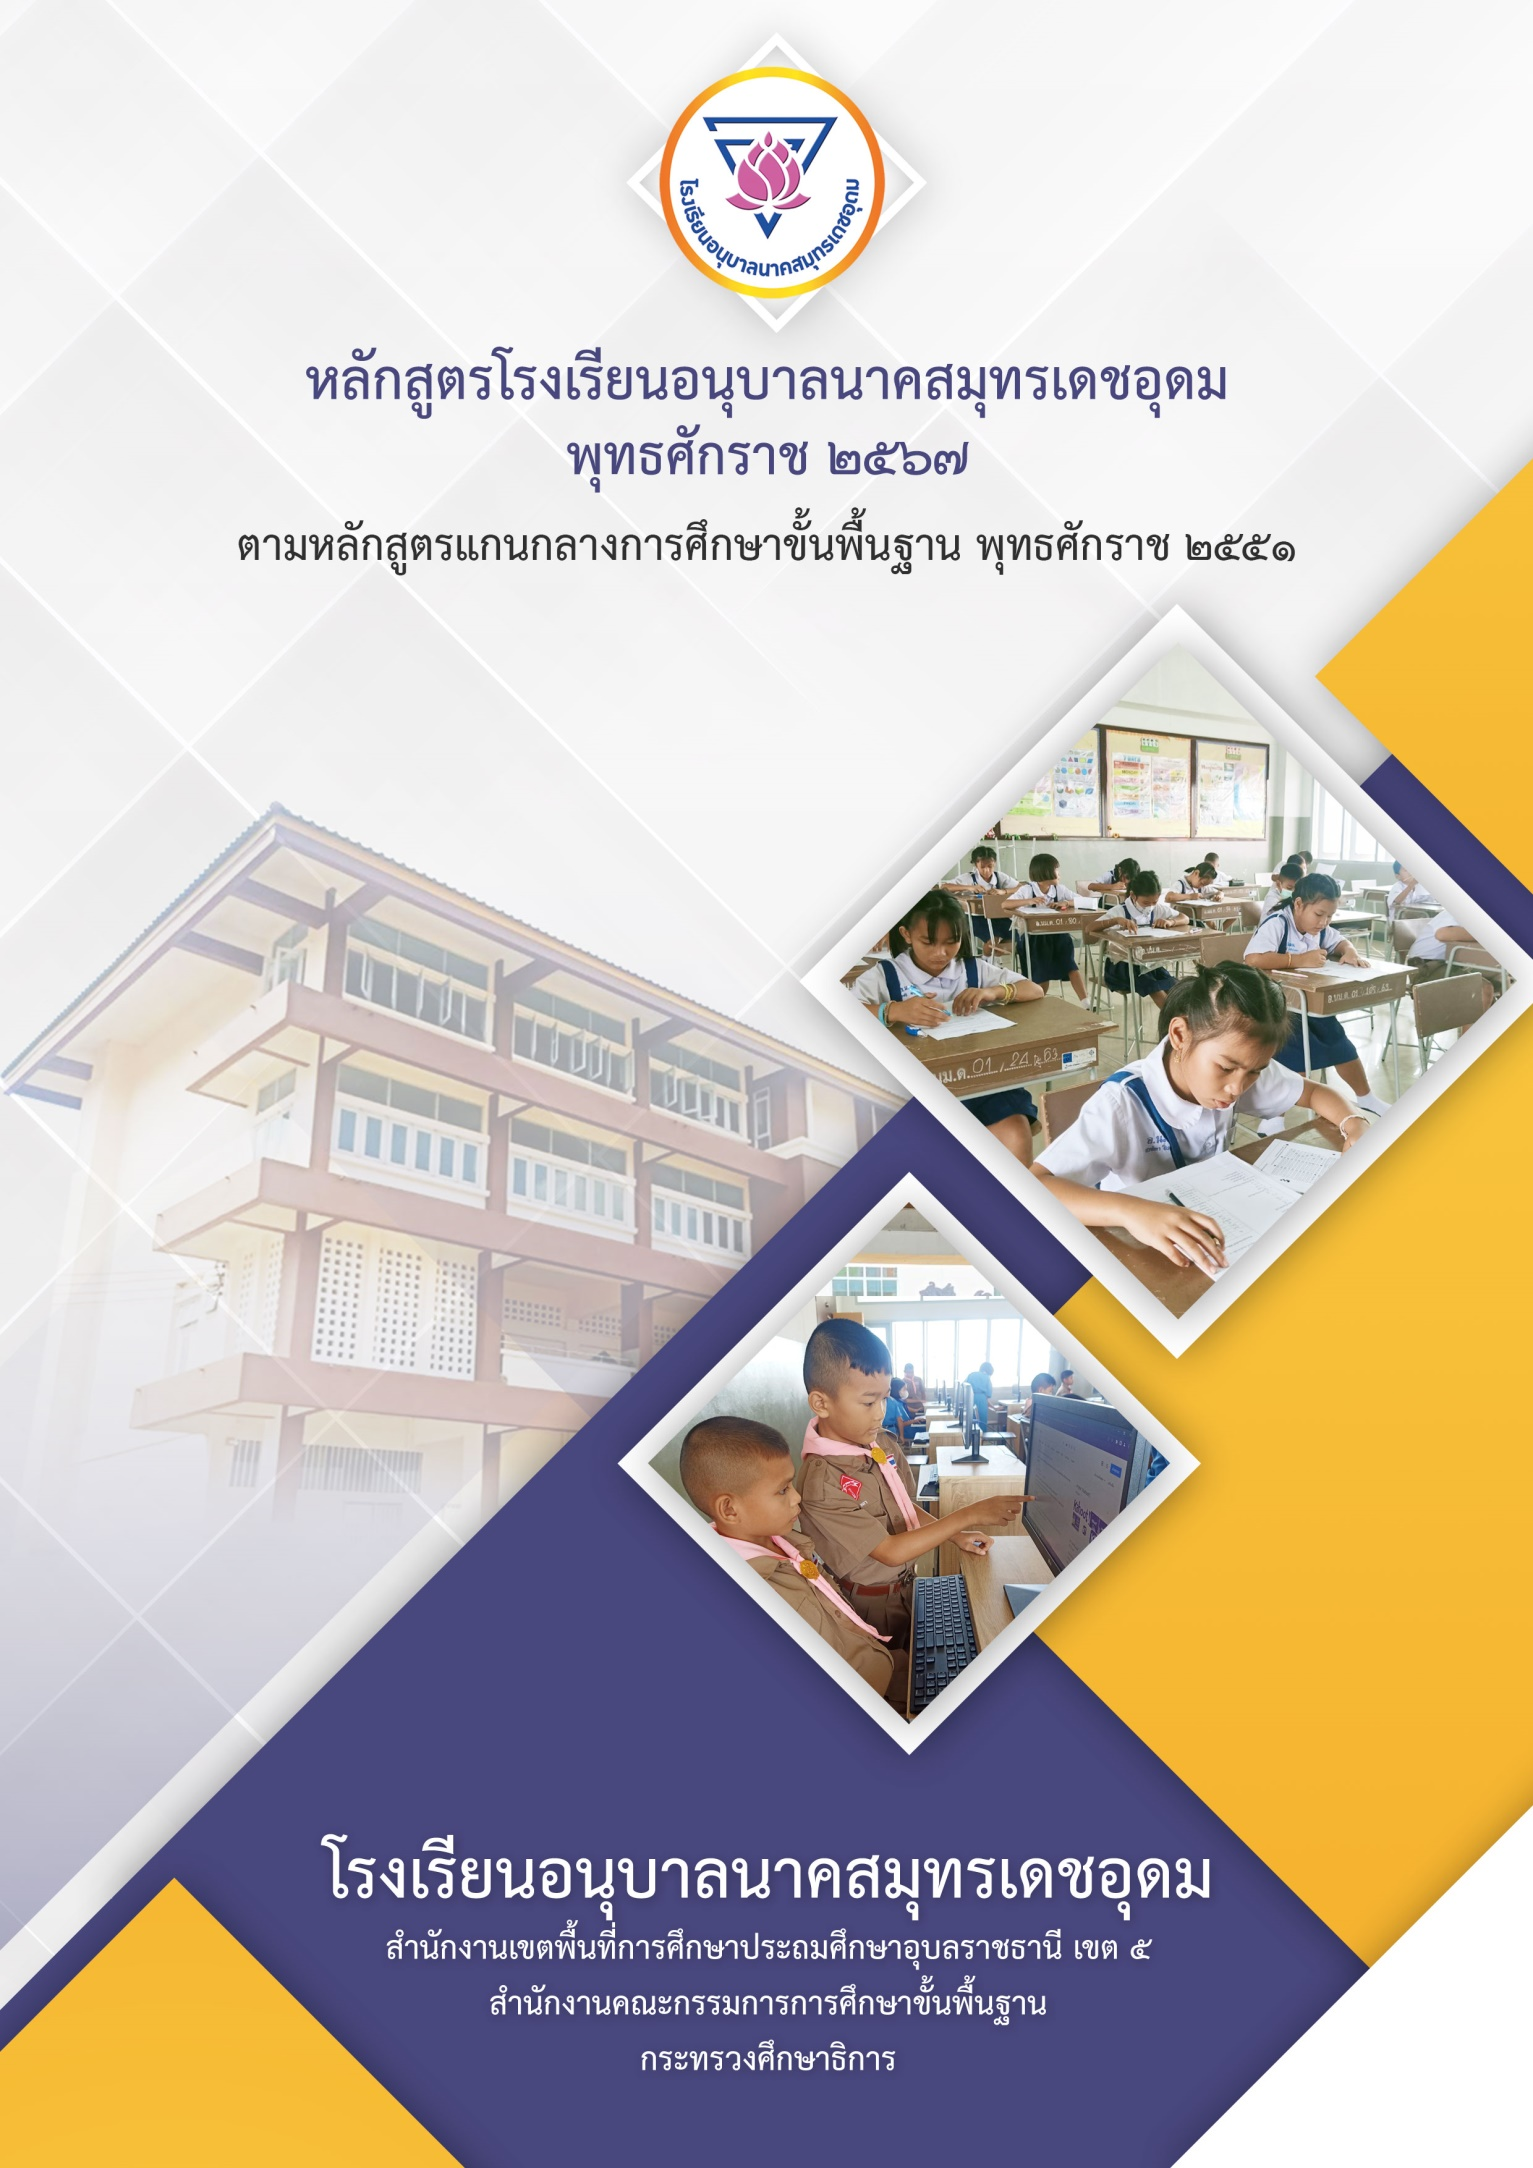 โรงเรียนอนุบาลนาคสมุทรเดชอุดม
หลักสูตรโรงเรียนอนุบาลนาคสมุทรเดชอุดม
พุทธศักราช ๒๕๖๗
ตามหลักสูตรแกนกลางการศึกษาขั้นพื้นฐาน พุทธศักราช ๒๕๕๑
โรงเรียนอนุบาลนาคสมุทรเดชอุดม
สำนักงานเขตพื้นที่การศึกษาประถมศึกษาอุบลราชธานี เขต ๕
สำนักงานคณะกรรมการการศึกษาขั้นพื้นฐาน
กระทรวงศึกษาธิการ